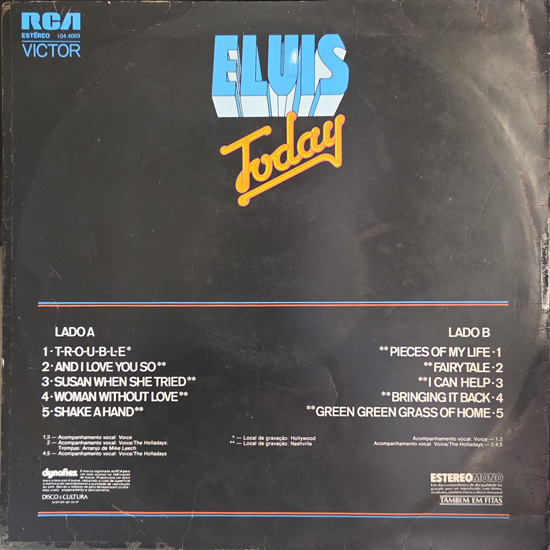 RCA
ESTÉREO 104.4069
VICTOR
ELVIS
Today
LADO A
1 - T-R-O-U-B-L-E*
2 - AND I LOVE YOU SO**
3 - SUSAN WHEN SHE TRIED**
4 - WOMAN WITHOUT LOVE**
5 - SHAKE A HAND**
LADO B
**PIECES OF MY LIFE - 1
**FAIRYTALE - 2
**I CAN HELP - 3
**BRINGING IT BACK - 4
**GREEN GREEN GRASS OF HOME - 5
1,3 — Acompanhamento vocal: Voice
2 — Acompanhamento vocal: Voice/The Holladays:
Trompas: Arranjo de Mike Leech
4,5 — Acompanhamento vocal: Voice/The Holladays
* — Local de gravação: Hollywood
** — Local de gravação: Nashville
Acompanhamento vocal: Voice — 1,3
Acompanhamento vocal: Voice/The Holladays — 2,4,5
dynaflex
DISCO É CULTURA
ESTEREOMONO
TAMBÉM EM FITAS